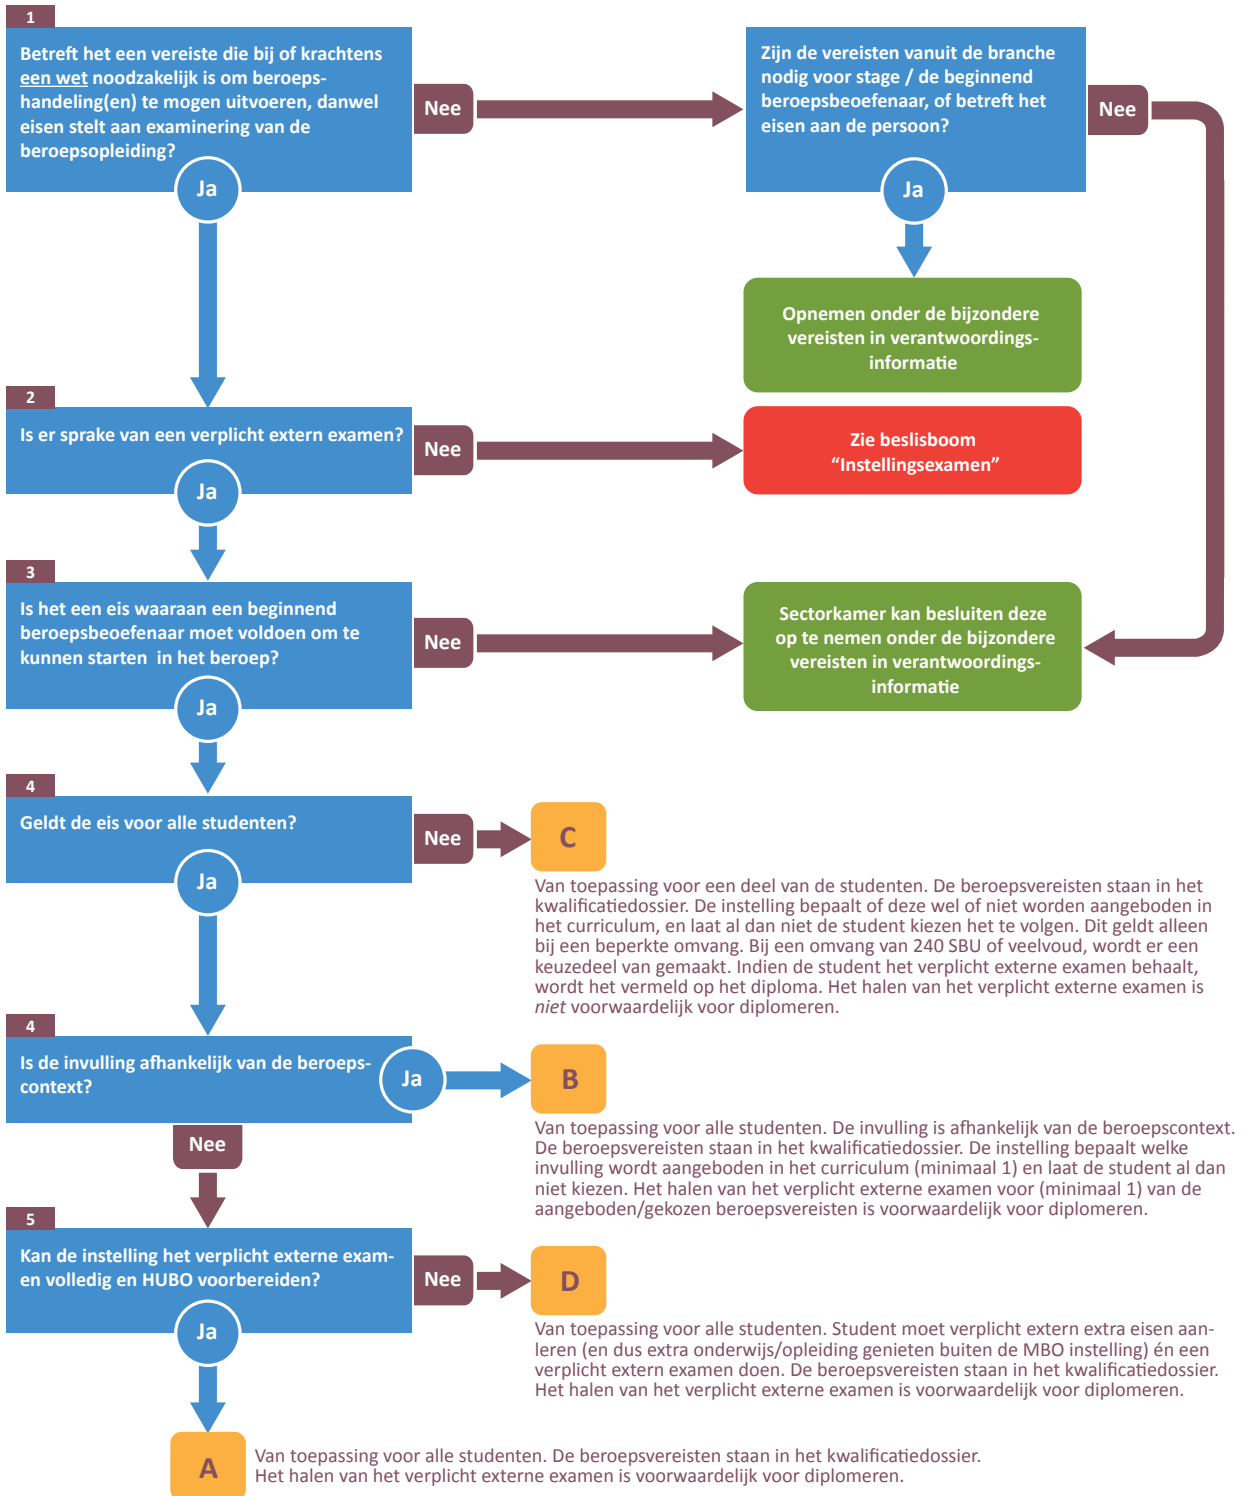 1
Betreft het een vereiste die bij of krachtens
een wet noodzakelijk is om beroeps-
handeling(en) te mogen uitvoeren, danwel
eisen stelt aan examinering van de
beroepsopleiding?
Nee
Ja
Zijn de vereisten vanuit de branche
nodig voor stage / de beginnend
beroepsbeoefenaar, of betreft het
eisen aan de persoon?
Nee
Ja
Opnemen onder de bijzondere
vereisten in verantwoordings-
informatie
2
Is er sprake van een verplicht extern examen?
Nee
Ja
Zie beslisboom
“Instellingsexamen”
3
Is het een eis waaraan een beginnend
beroepsbeoefenaar moet voldoen om te
kunnen starten in het beroep?
Nee
Ja
Sectorkamer kan besluiten deze
op te nemen onder de bijzondere
vereisten in verantwoordings-
informatie
4
Geldt de eis voor alle studenten?
Nee
Ja
C
Van toepassing voor een deel van de studenten. De beroepsvereisten staan in het
kwalificatiedossier. De instelling bepaalt of deze wel of niet worden aangeboden in
het curriculum, en laat al dan niet de student kiezen het te volgen. Dit geldt alleen
bij een beperkte omvang. Bij een omvang van 240 SBU of veelvoud, wordt er een
keuzedeel van gemaakt. Indien de student het verplicht externe examen behaalt,
wordt het vermeld op het diploma. Het halen van het verplicht externe examen is
niet voorwaardelijk voor diplomeren.
4
Is de invulling afhankelijk van de beroeps-
context?
Ja
Nee
B
Van toepassing voor alle studenten. De invulling is afhankelijk van de beroepscontext.
De beroepsvereisten staan in het kwalificatiedossier. De instelling bepaalt welke
invulling wordt aangeboden in het curriculum (minimaal 1) en laat de student al dan
niet kiezen. Het halen van het verplicht externe examen voor (minimaal 1) van de
aangeboden/gekozen beroepsvereisten is voorwaardelijk voor diplomeren.
5
Kan de instelling het verplicht externe exam-
en volledig en HUBO voorbereiden?
Nee
Ja
D
Van toepassing voor alle studenten. Student moet verplicht extern extra eisen aan-
leren (en dus extra onderwijs/opleiding genieten buiten de MBO instelling) én een
verplicht extern examen doen. De beroepsvereisten staan in het kwalificatiedossier.
Het halen van het verplicht externe examen is voorwaardelijk voor diplomeren.
A
Van toepassing voor alle studenten. De beroepsvereisten staan in het kwalificatiedossier.
Het halen van het verplicht externe examen is voorwaardelijk voor diplomeren.